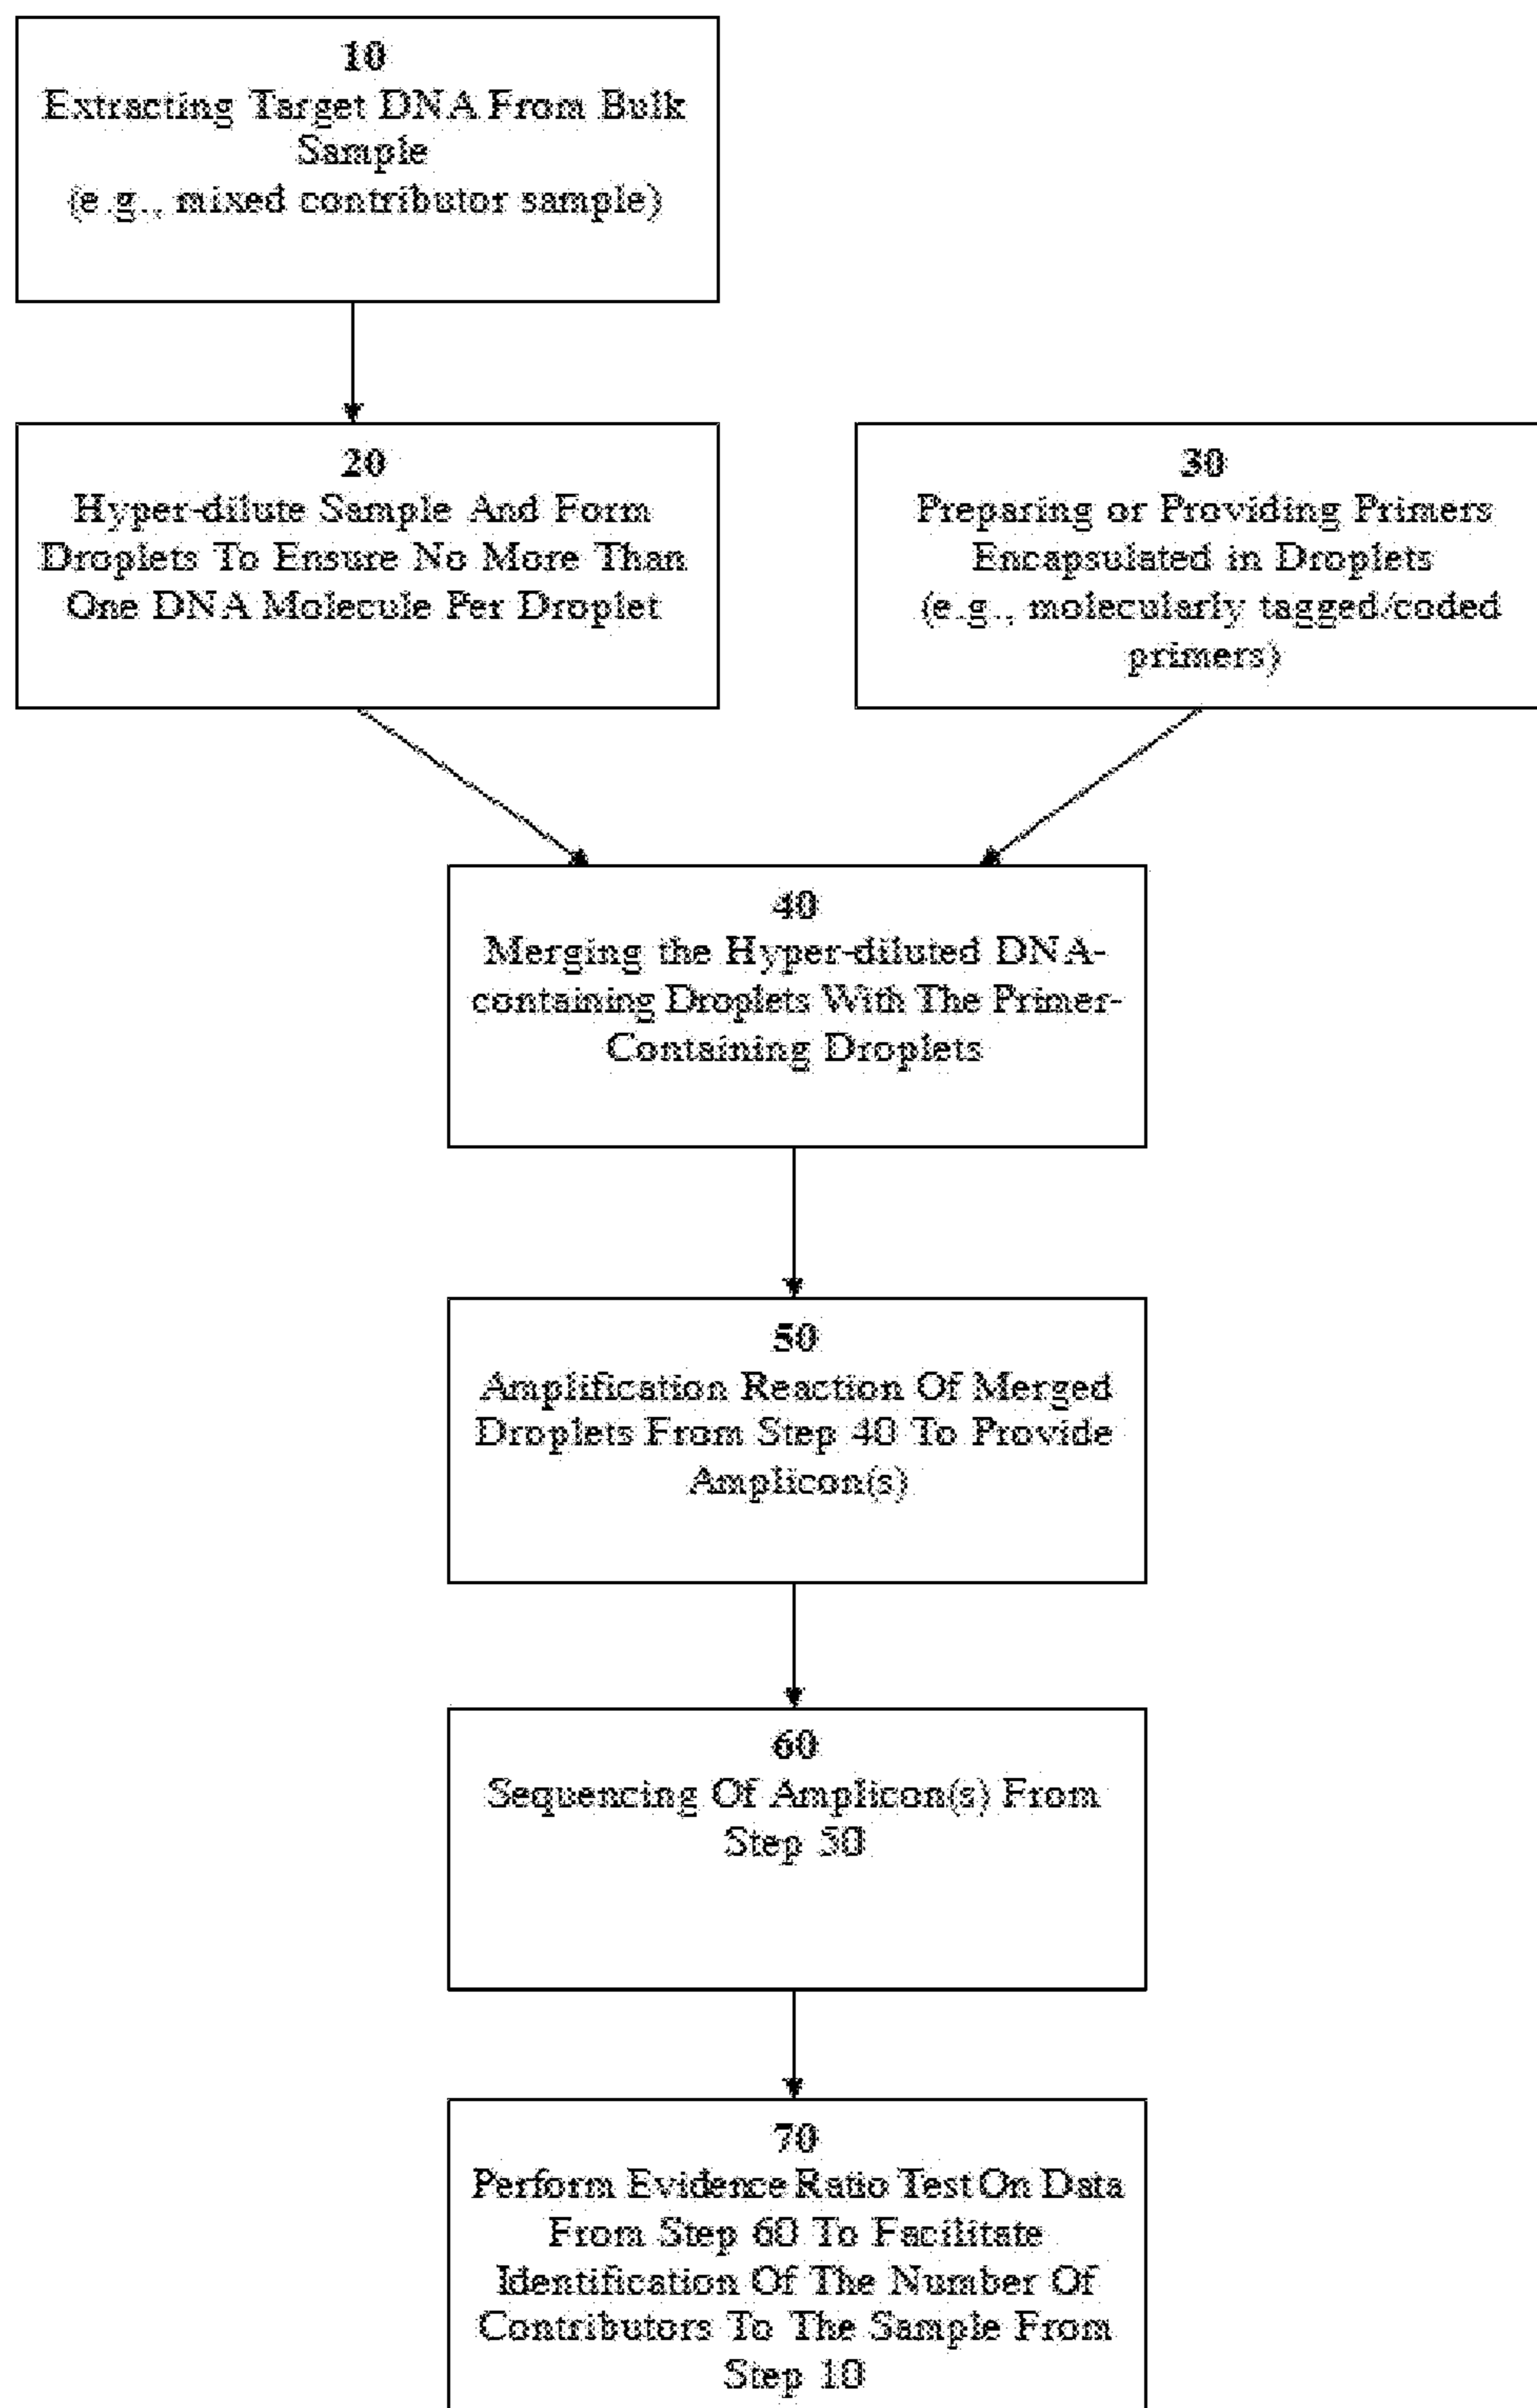 10
Extracting Target DNA From Bulk
Sample
(e.g., mixed contributor sample)
20
Hyper-dilute Sample And Form
Droplets To Ensure No More Than
One DNA Molecule Per Droplet
30
Preparing or Providing Primers
Encapsulated in Droplets
(e.g., molecularly tagged/coded
primers)
40
Merging the Hyper-diluted DNA-
containing Droplets With The Primer-
Containing Droplets
50
Amplification Reaction Of Merged
Droplets From Step 40 To Provide
Amplicon(s)
60
Sequencing Of Amplicon(s) From
Step 50
70
Perform Evidence Ratio Test On Data
From Step 60 To Facilitate
Identification Of The Number Of
Contributors To The Sample From
Step 10